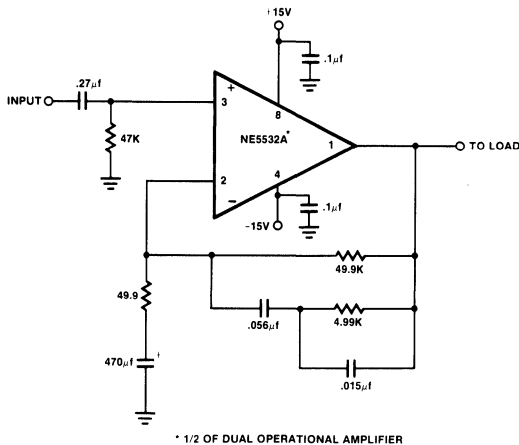 +15V
.1µf
.27µf
INPUT
+
3
8
47K
NE5532A*
1
TO LOAD
2
4
−
.1µf
-15V
49.9K
49.9
.056µf
4.99K
470µf
+
.015µf
* 1/2 OF DUAL OPERATIONAL AMPLIFIER